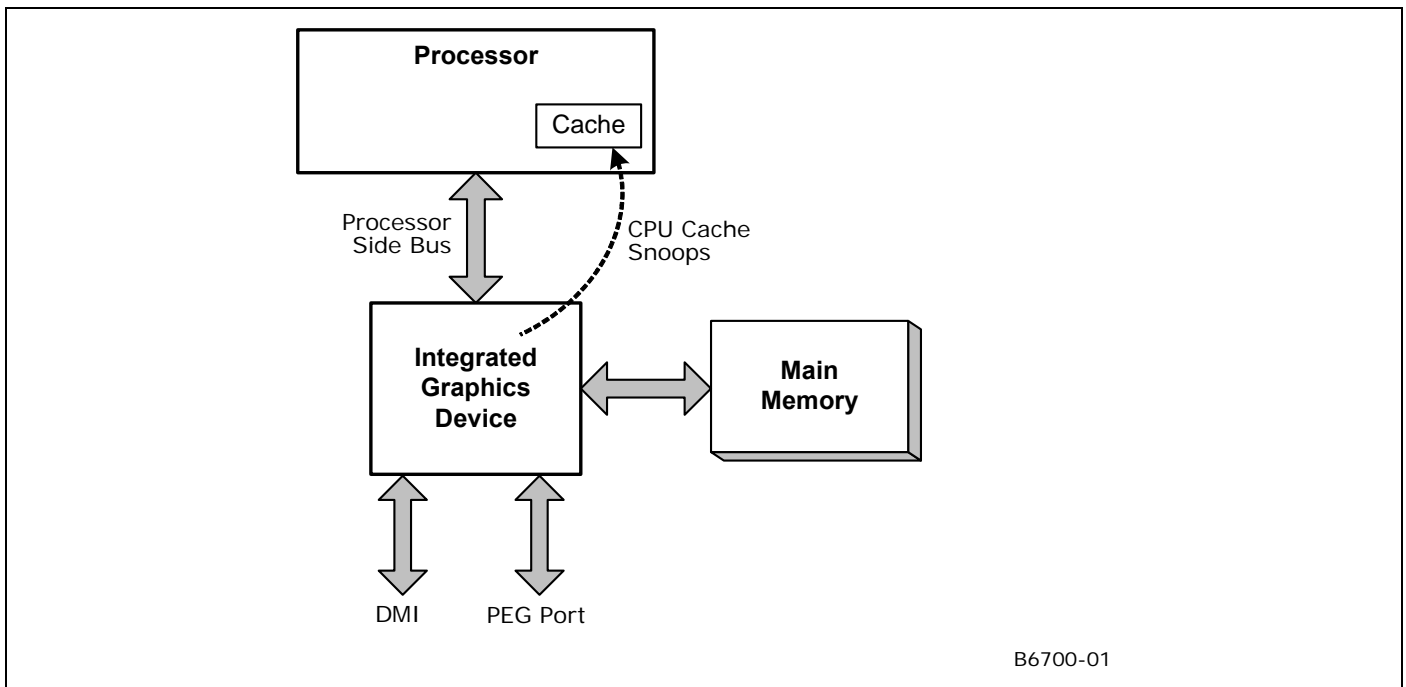 Processor
Cache
Processor
Side Bus
CPU Cache
Snoops
Integrated
Graphics
Device
Main
Memory
DMI
PEG Port
B6700-01